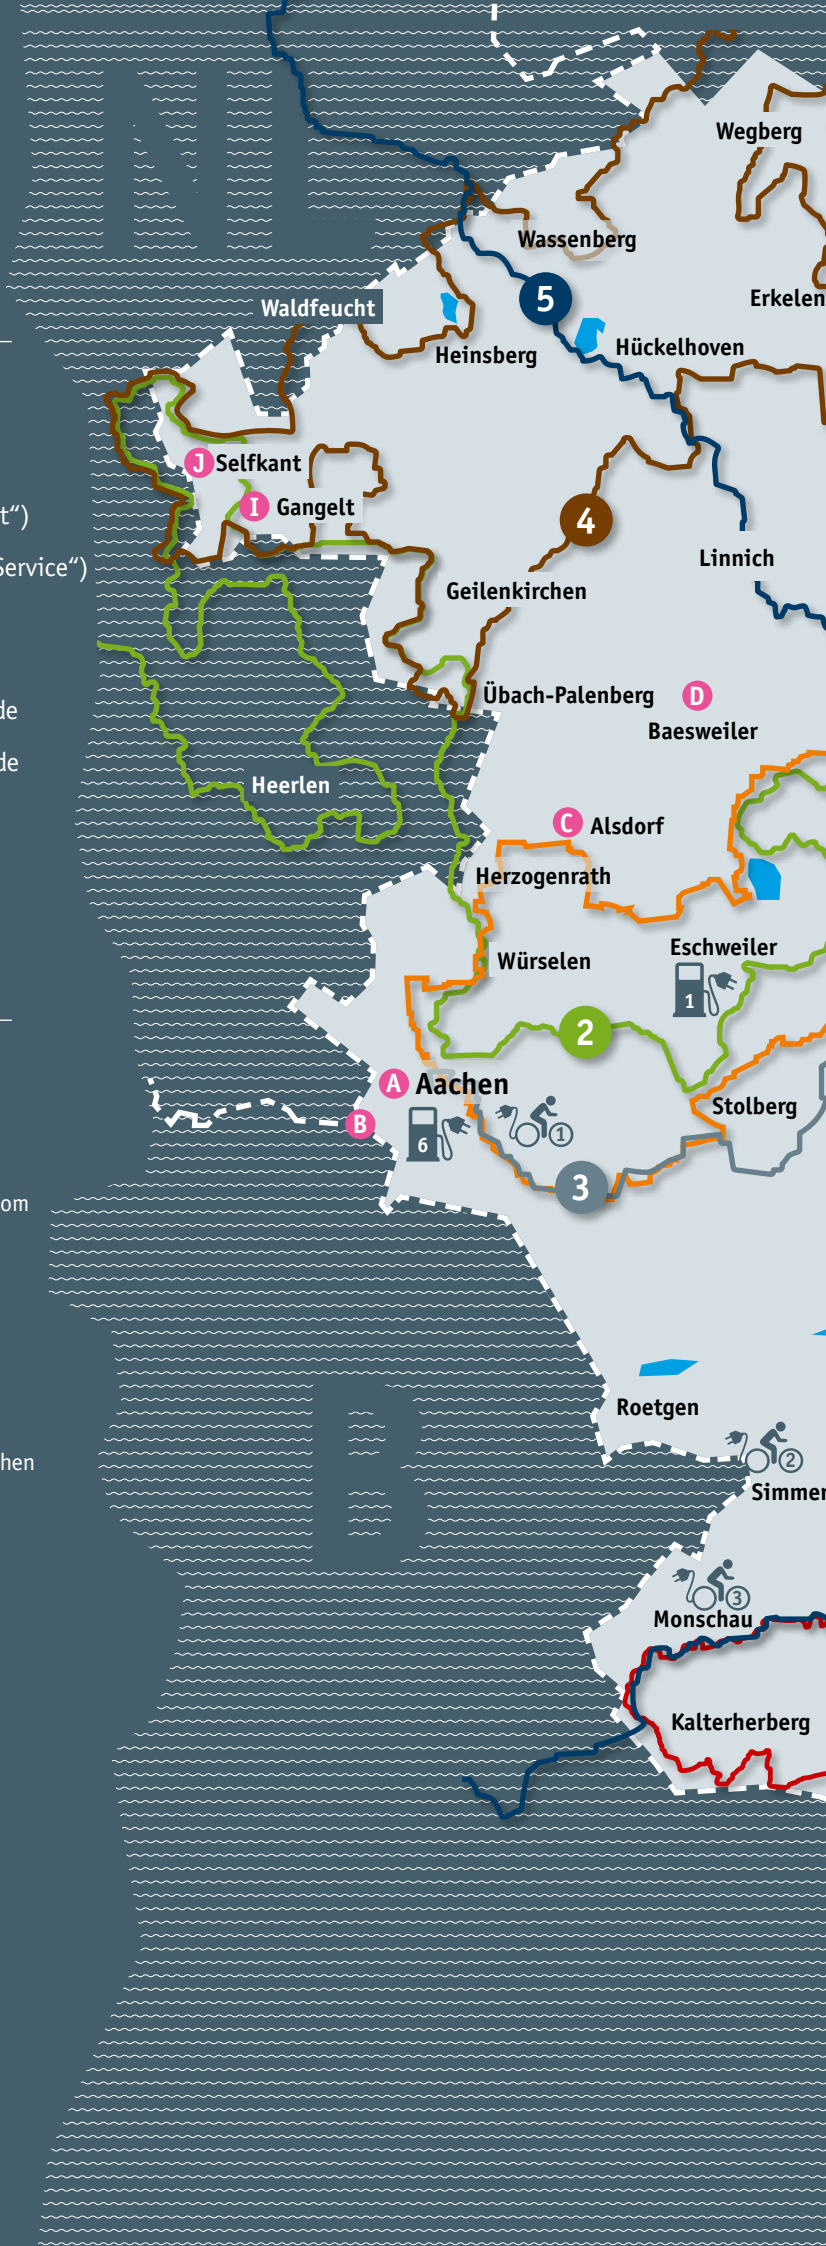 N
Wegberg
Wassenberg
5
Erkelen
Waldfeucht
Hückelhoven
Heinsberg
J Selfkant
I Gangelt
t“)
4
Linnich
Service“)
Geilenkirchen
Übach-Palenberg D
de
Baesweiler
de
Heerlen
C Alsdorf
Herzogenrath
Eschweiler
Würselen
1
2
A Aachen
Stolberg
B
6
1
3
om
B
Roetgen
hen
2
Simmer
3
Monschau
Kalterherberg